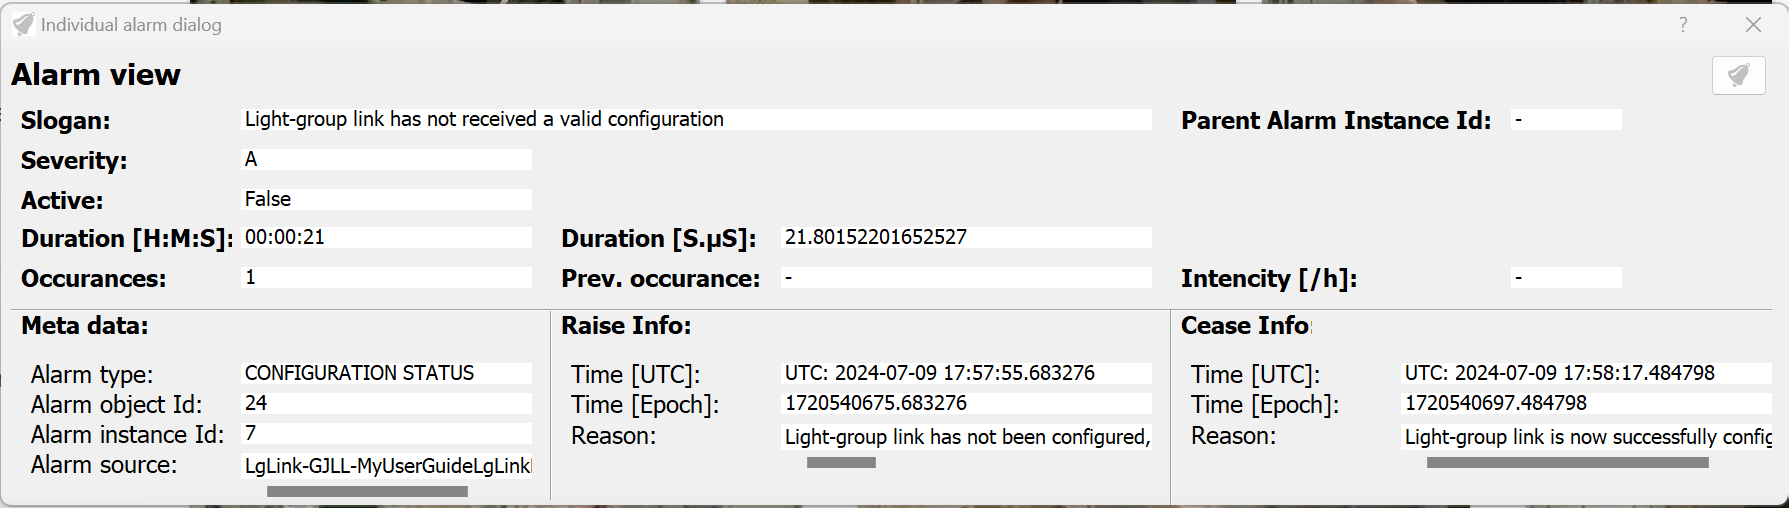 Individual alarm dialog ?
Alarm view
Slogan: Light-group link has not received a valid configuration Parent Alarm Instance Id: -
Severity: A
Active: False
Duration [H:M:S]: 00:00:21 Duration [S.µS]: 21.80152201652527
Occurances: 1 Prev. occurance: - Intencity [/h]: -
Meta data: Raise Info: Cease Info:
Alarm type: CONFIGURATION STATUS Time [UTC]: UTC: 2024-07-09 17:57:55.683276 Time [UTC]: UTC: 2024-07-09 17:58:17.484798
Alarm object Id: 24 Time [Epoch]: 1720540675.683276 Time [Epoch]: 1720540697.484798
Alarm instance Id: 7 Reason: Light-group link has not been configured, Reason: Light-group link is now successfully config
Alarm source: LgLink-GJLL-MyUserGuideLgLink